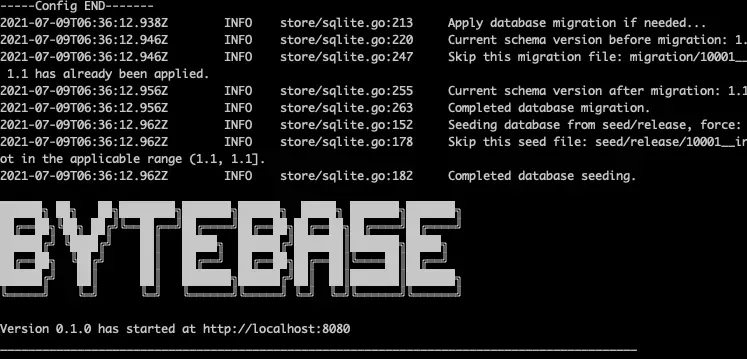 -----Config END-------
2021-07-09T06:36:12.938Z INFO store/sqlite.go:213 Apply database migration if needed...
2021-07-09T06:36:12.946Z INFO store/sqlite.go:220 Current schema version before migration: 1.
2021-07-09T06:36:12.946Z INFO store/sqlite.go:247 Skip this migration file: migration/10001__
1.1 has already been applied.
2021-07-09T06:36:12.956Z INFO store/sqlite.go:255 Current schema version after migration: 1.1
2021-07-09T06:36:12.956Z INFO store/sqlite.go:263 Completed database migration.
2021-07-09T06:36:12.962Z INFO store/sqlite.go:152 Seeding database from seed/release, force:
2021-07-09T06:36:12.962Z INFO store/sqlite.go:178 Skip this seed file: seed/release/10001__in
ot in the applicable range (1.1, 1.1].
2021-07-09T06:36:12.962Z INFO store/sqlite.go:182 Completed database seeding.
BYTEBASE
Version 0.1.0 has started at http://localhost:8080